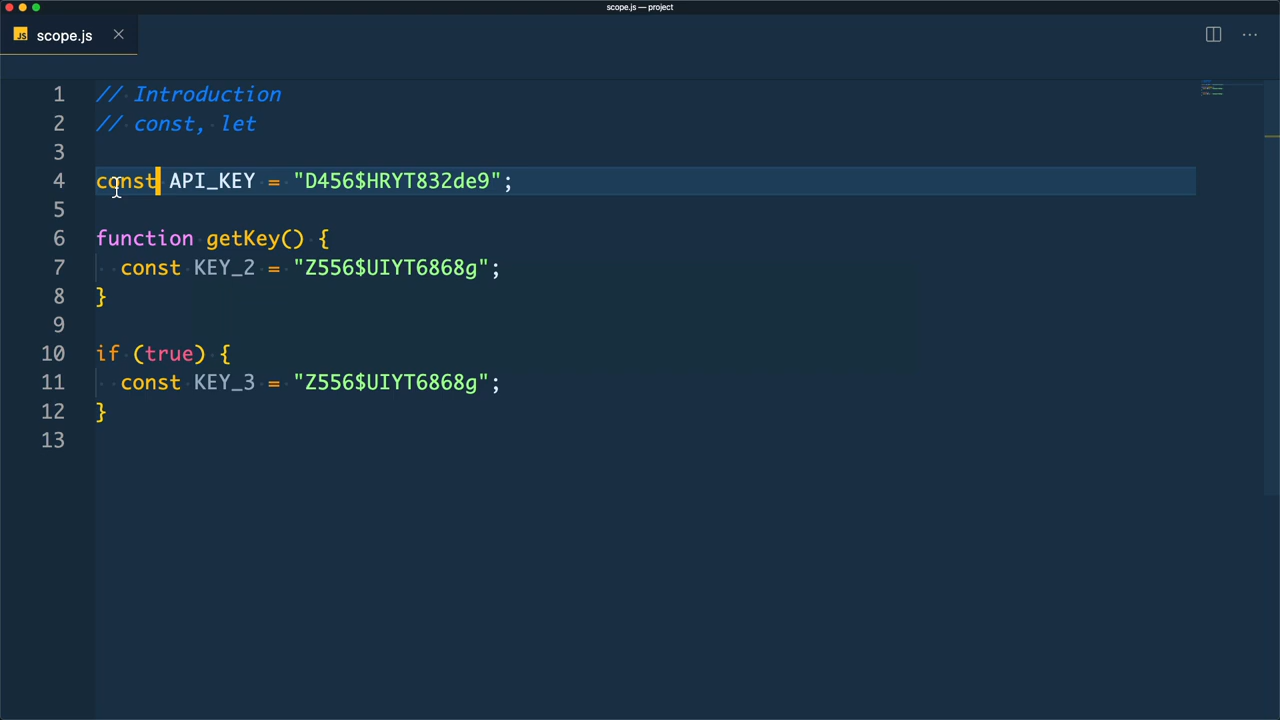 scope.js — project
JS scope.js
1 // Introduction
2 // const, let
3
4 const API_KEY = "D456$HRYT832de9";
5
6 function getKey() {
7 const KEY_2 = "Z556$UIYT6868g";
8 }
9
10 if (true) {
11 const KEY_3 = "Z556$UIYT6868g";
12 }
13